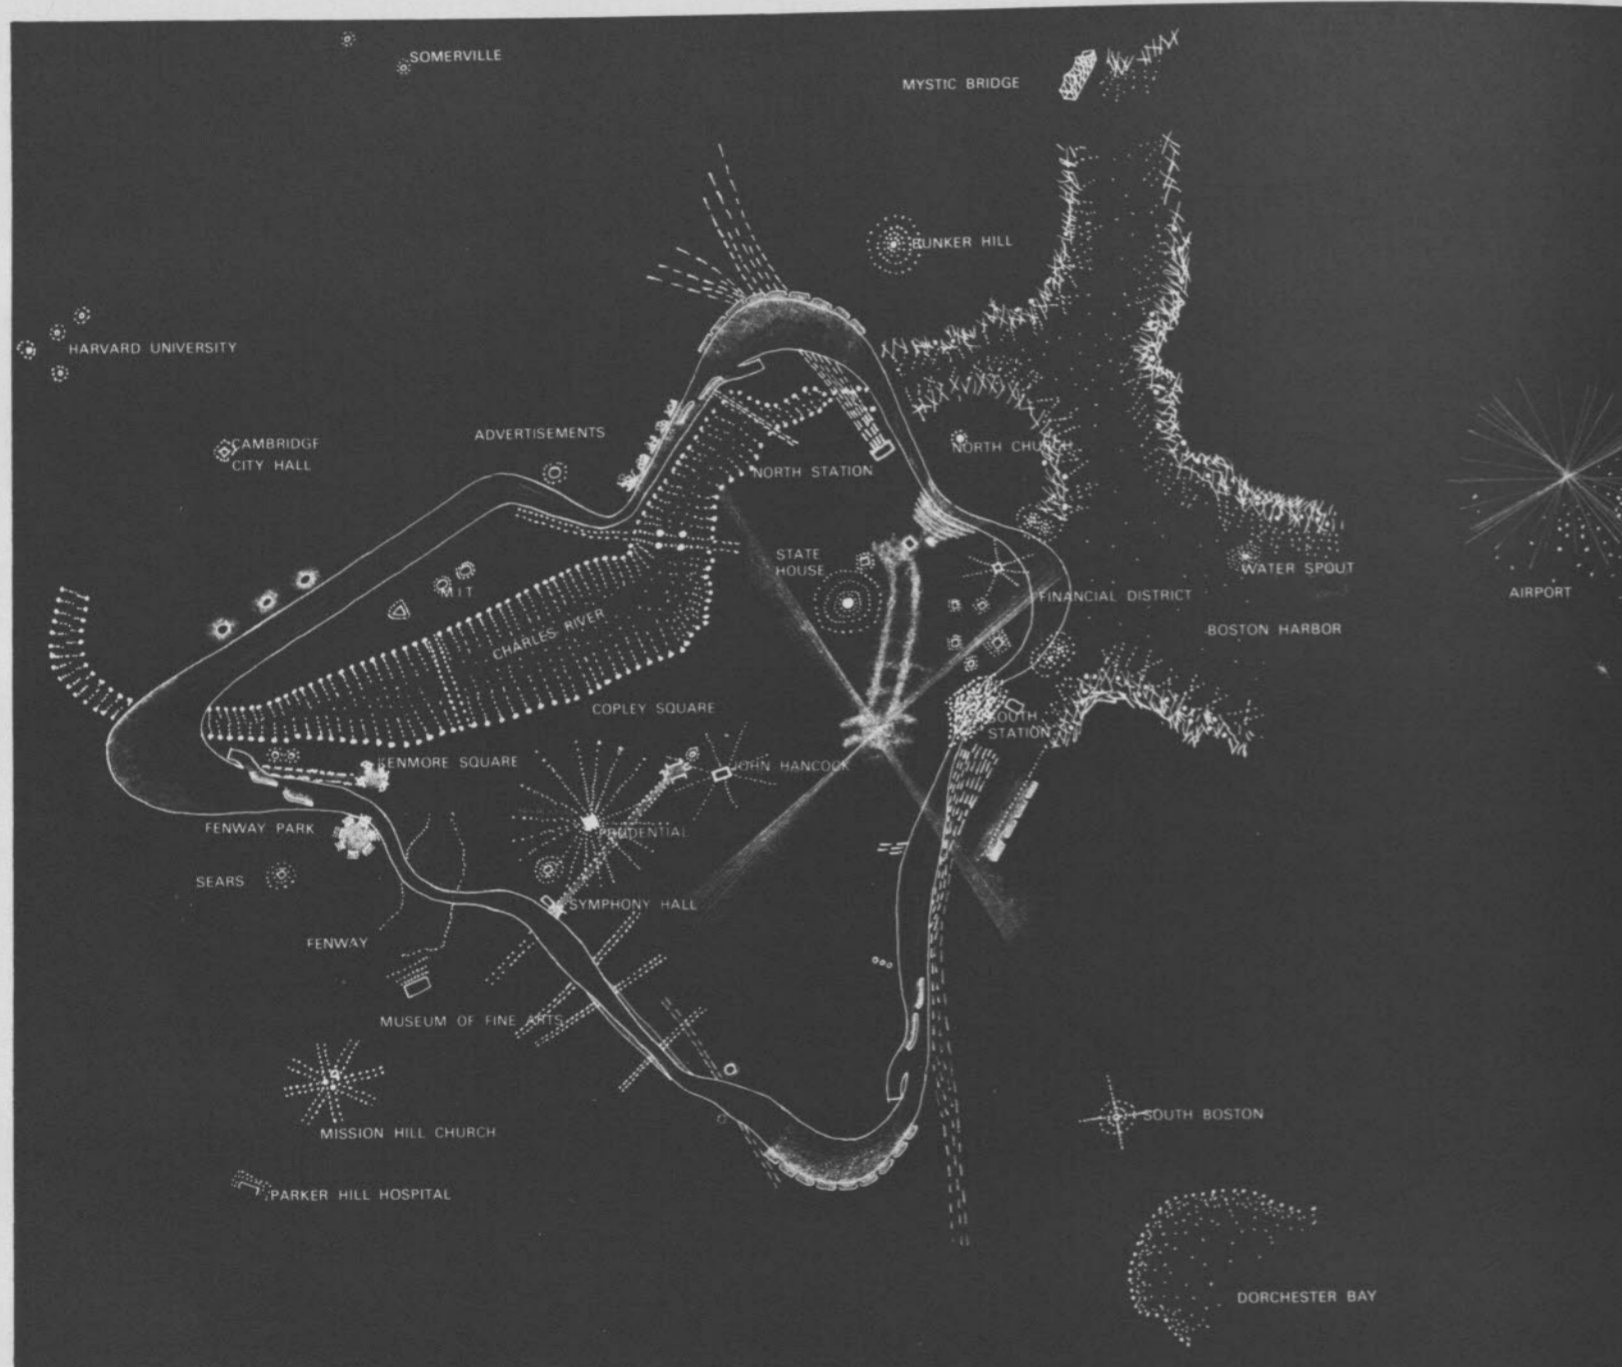 SOMERVILLE
MYSTIC BRIDGE
BUNKER HILL
HARVARD UNIVERSITY
CAMBRIDGE
CITY HALL
ADVERTISEMENTS
NORTH CHURCH
NORTH STATION
STATE
HOUSE
WATER SPOUT
M.I.T.
FINANCIAL DISTRICT
AIRPORT
CHARLES RIVER
BOSTON HARBOR
COPLEY SQUARE
SOUTH
STATION
KENMORE SQUARE
JOHN HANCOCK
FENWAY PARK
PRUDENTIAL
SEARS
SYMPHONY HALL
FENWAY
MUSEUM OF FINE ARTS
SOUTH BOSTON
MISSION HILL CHURCH
PARKER HILL HOSPITAL
DORCHESTER BAY